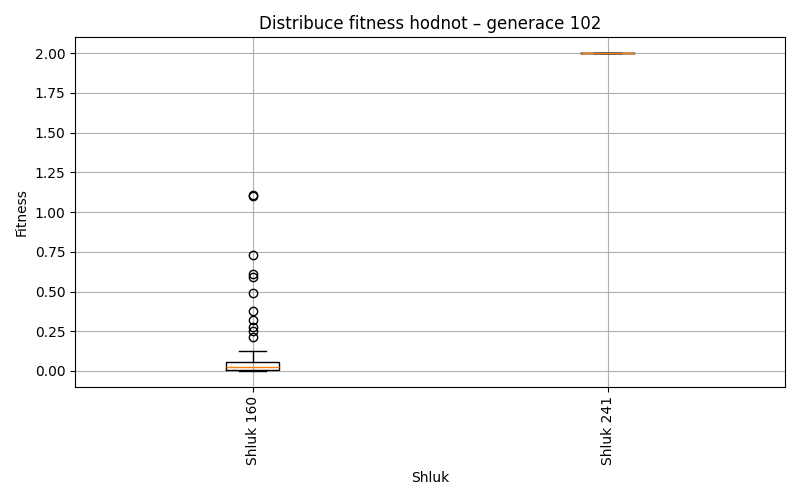 Distribuce fitness hodnot – generace 102
2.00
1.75
1.50
1.25
1.00
0.75
0.50
0.25
0.00
Fitness
Shluk 160
Shluk 241
Shluk